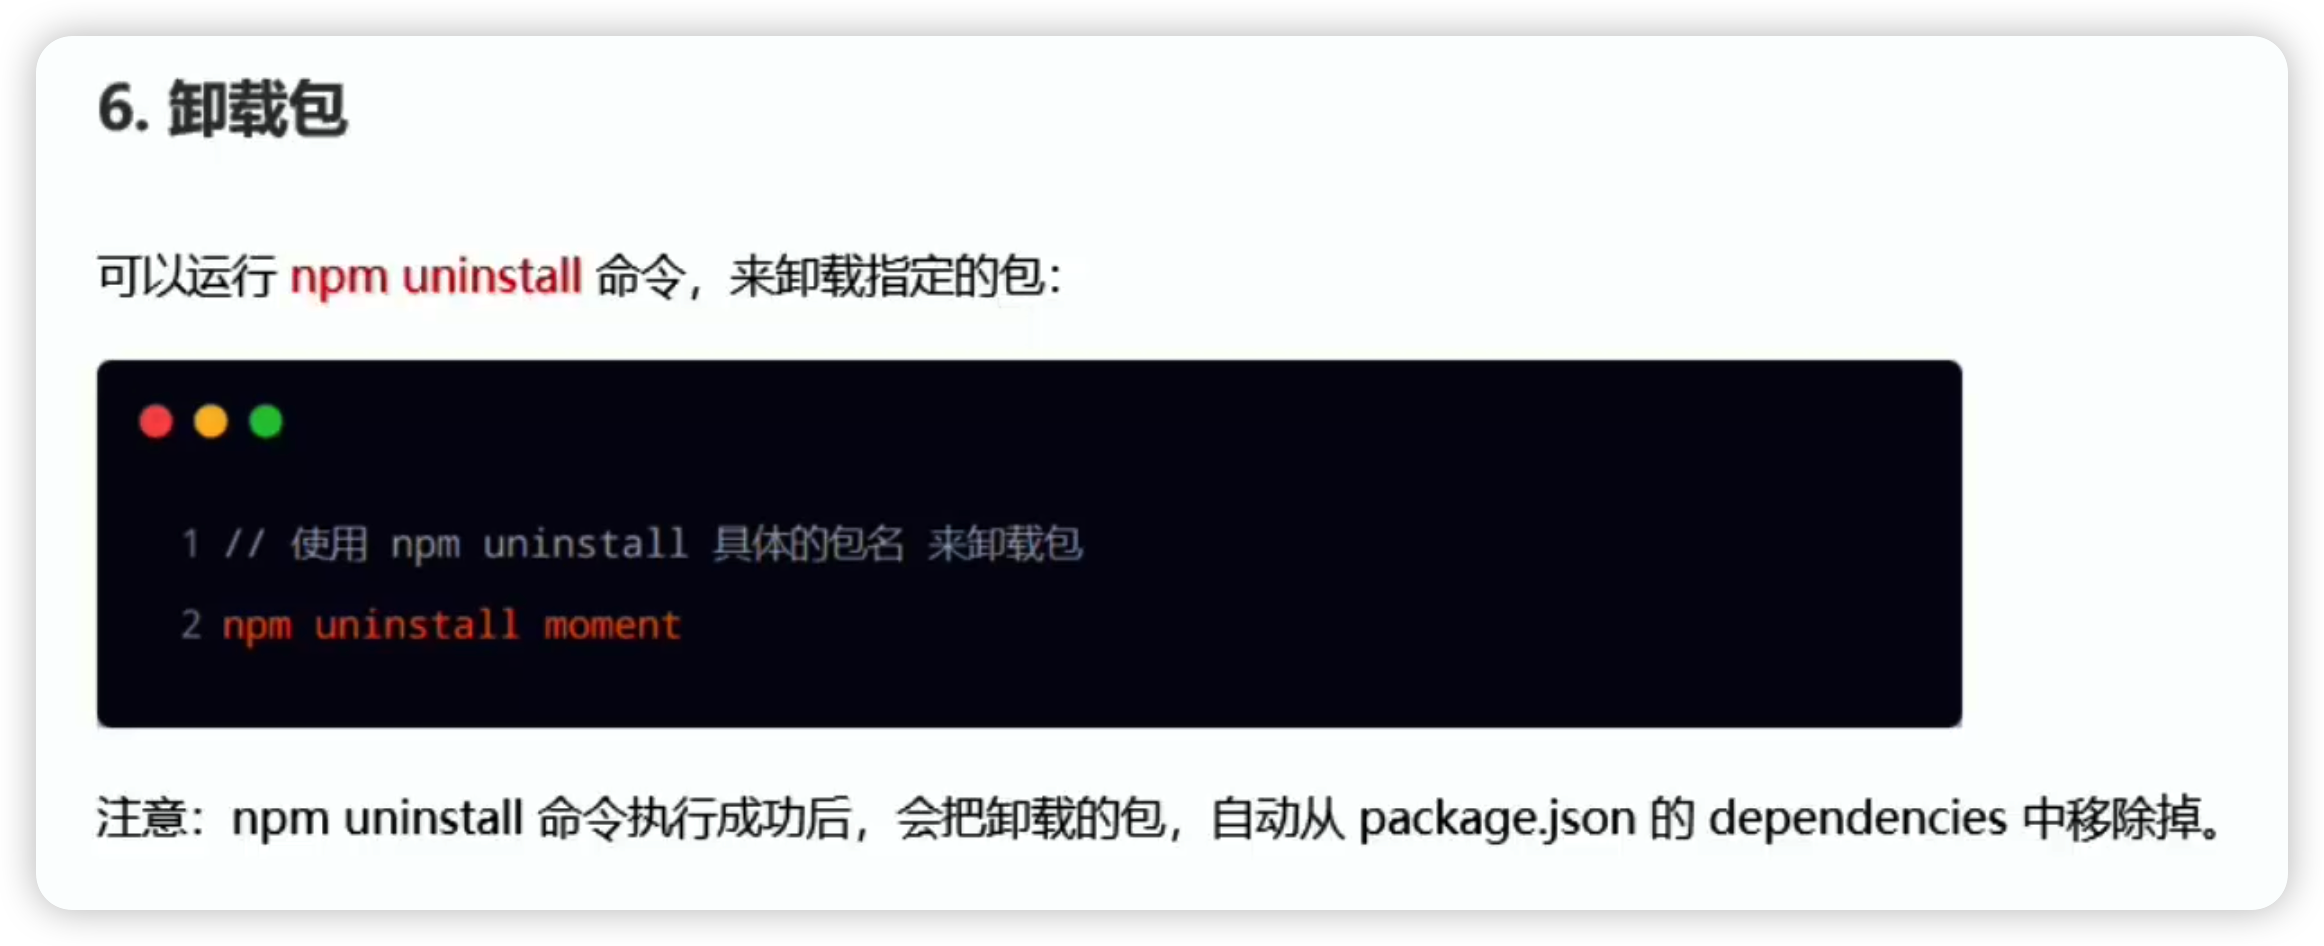 6. 卸载包
可以运行 npm uninstall 命令，来卸载指定的包：
1 // 使用 npm uninstall 具体的包名 来卸载包
2 npm uninstall moment
注意：npm uninstall 命令执行成功后，会把卸载的包，自动从 package.json 的 dependencies 中移除掉。